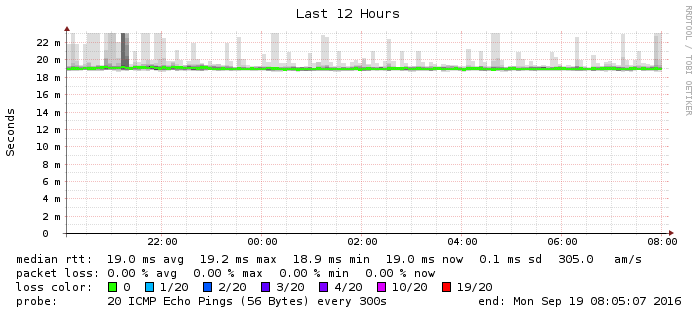 Last 12 Hours
RRDTOOL / TOBI OETIKER
Seconds
22 m
20 m
18 m
16 m
14 m
12 m
10 m
8 m
6 m
4 m
2 m
0
22:00 00:00 02:00 04:00 06:00 08:00
median rtt: 19.0 ms avg 19.2 ms max 18.9 ms min 19.0 ms now 0.1 ms sd 305.0 am/s
packet loss: 0.00 % avg 0.00 % max 0.00 % min 0.00 % now
loss color: 0 1/20 2/20 3/20 4/20 10/20 19/20
probe: 20 ICMP Echo Pings (56 Bytes) every 300s end: Mon Sep 19 08:05:07 2016